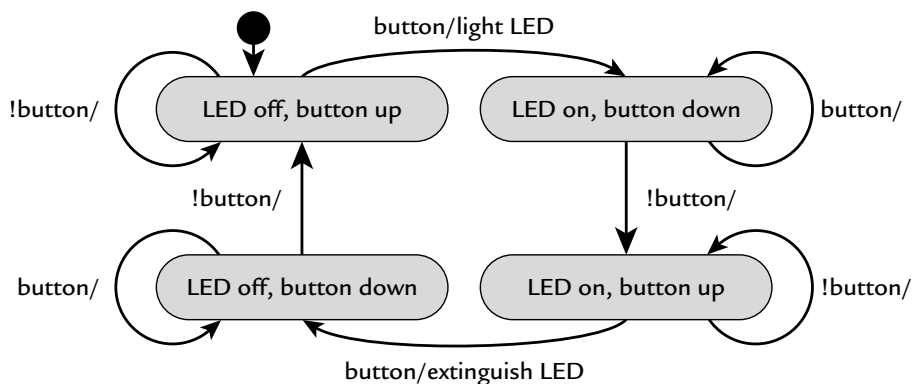 button/light LED
!button/
LED off, button up
LED on, button down
button/
!button/
!button/
button/
LED off, button down
LED on, button up
!button/
button/extinguish LED